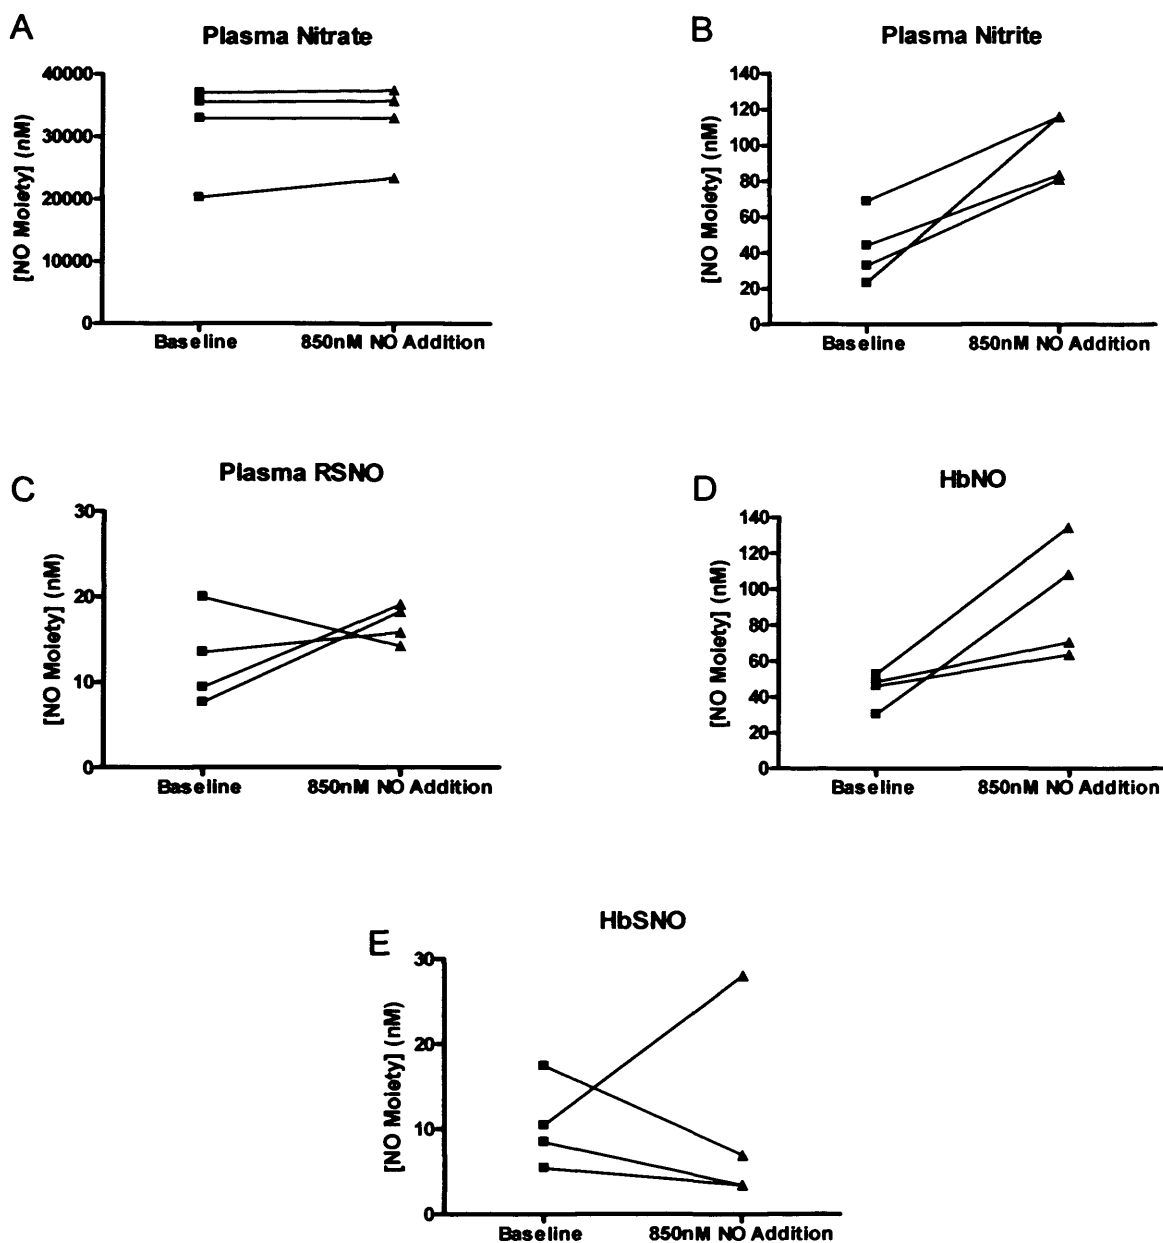 A
Plasma Nitrate
[NO Moiety] (nM)
40000
30000
20000
10000
0
Baseline
850nM NO Addition
B
Plasma Nitrite
[NO Moiety] (nM)
140
120
100
80
60
40
20
0
Baseline
850nM NO Addition
C
Plasma RSNO
[NO Moiety] (nM)
30
20
10
0
Baseline
850nM NO Addition
D
HbNO
[NO Moiety] (nM)
140
120
100
80
60
40
20
0
Baseline
850nM NO Addition
E
HbSNO
[NO Moiety] (nM)
30
20
10
0
Baseline
850nM NO Addition